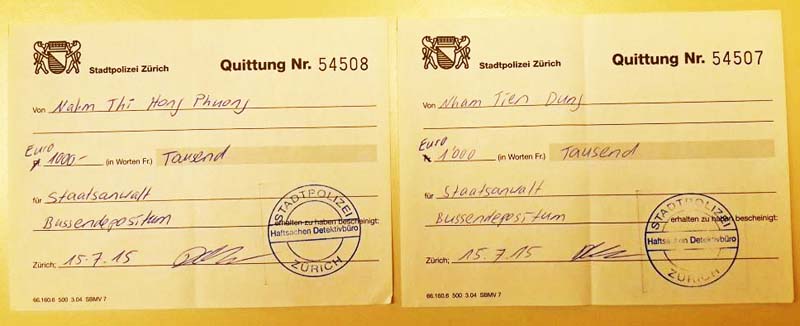 Stadtpolizei Zürich Quittung Nr. 54508
Von Nahm Thi Hong Phuong
Euro
1000.- (in Worten Fr.) Tausend
für Staatsanwalt
Bussendepositum erhalten zu haben bescheinigt:
Zürich; 15.7.15
STADTPOLIZEI
Haftsachen Detektivbüro
ZÜRICH
66.160.6 500 3.04 SBMV 7
Stadtpolizei Zürich Quittung Nr. 54507
Von Nham Tien Dung
Euro
1'000 (in Worten Fr.) Tausend
für Staatsanwalt
Bussendepositum erhalten zu haben bescheinigt:
Zürich; 15.7.15
STADTPOLIZEI
Haftsachen Detektivbüro
ZÜRICH
66.160.6 500 3.04 SBMV 7